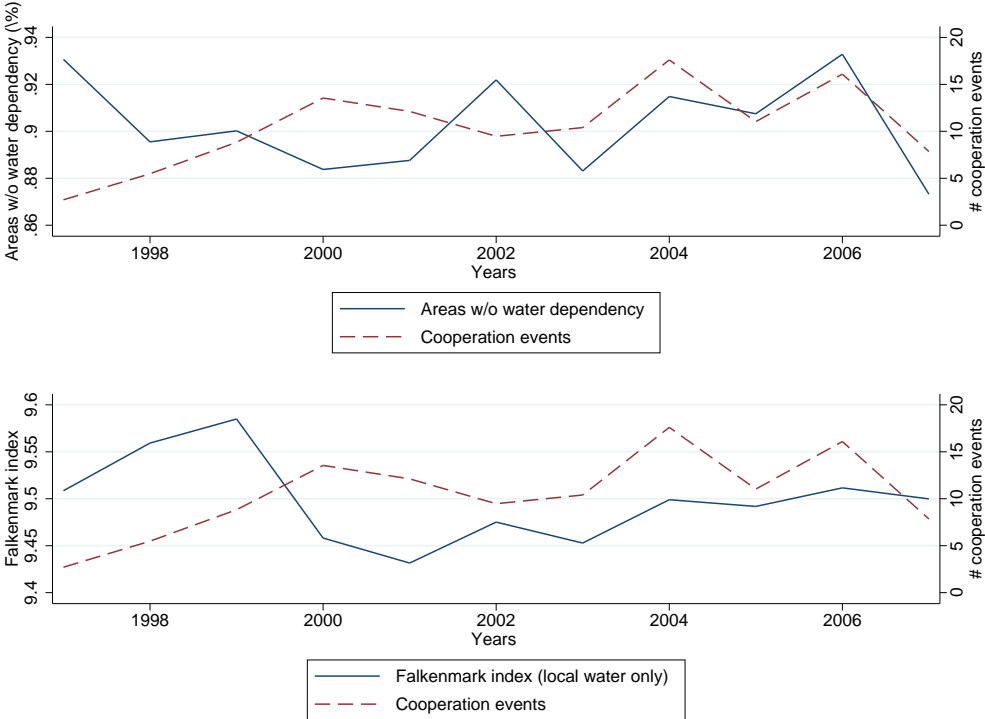 Areas w/o water dependency (\%)
.94
.92
.9
.88
.86
20
15
10
5
0
# cooperation events
1998 2000 2002 2004 2006
Years
Areas w/o water dependency
Cooperation events
Falkenmark index
9.6
9.55
9.5
9.45
9.4
20
15
10
5
0
# cooperation events
1998 2000 2002 2004 2006
Years
Falkenmark index (local water only)
Cooperation events